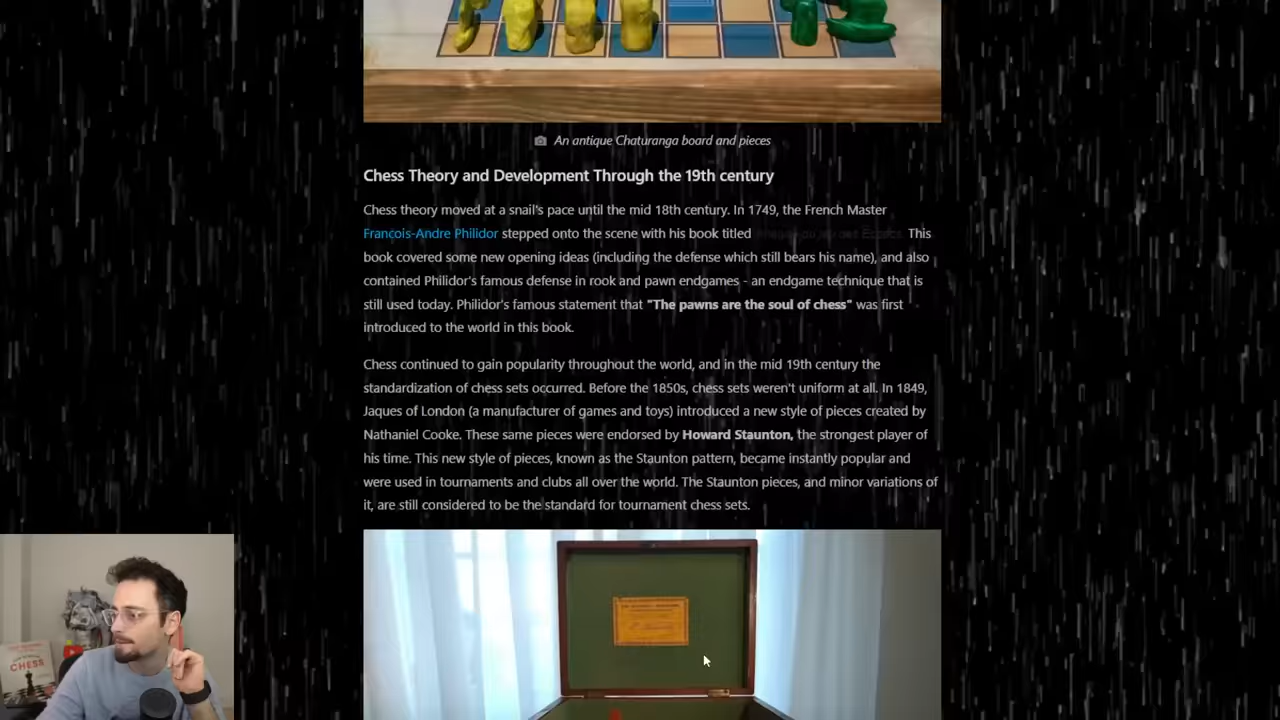 An antique Chaturanga board and pieces
Chess Theory and Development Through the 19th century
Chess theory moved at a snail's pace until the mid 18th century. In 1749, the French Master
Francois-Andre Philidor stepped onto the scene with his book titled This
book covered some new opening ideas (including the defense which still bears his name), and also
contained Philidor's famous defense in rook and pawn endgames - an endgame technique that is
still used today. Philidor's famous statement that "The pawns are the soul of chess" was first
introduced to the world in this book.
Chess continued to gain popularity throughout the world, and in the mid 19th century the
standardization of chess sets occurred. Before the 1850s, chess sets weren't uniform at all. In 1849,
Jaques of London (a manufacturer of games and toys) introduced a new style of pieces created by
Nathaniel Cooke. These same pieces were endorsed by Howard Staunton, the strongest player of
his time. This new style of pieces, known as the Staunton pattern, became instantly popular and
were used in tournaments and clubs all over the world. The Staunton pieces, and minor variations of
it, are still considered to be the standard for tournament chess sets.
CHESS